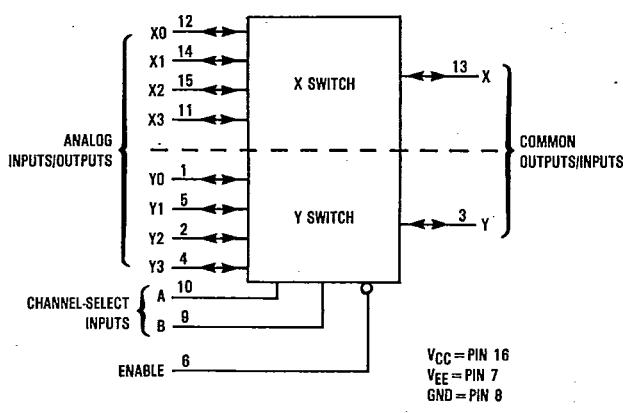 X0 12
X1 14
X2 15
X3 11
X SWITCH
13 X
ANALOG
INPUTS/OUTPUTS
COMMON
OUTPUTS/INPUTS
Y0 1
Y1 5
Y2 2
Y3 4
Y SWITCH
3 Y
CHANNEL-SELECT
INPUTS
A 10
B 9
ENABLE 6
VCC = PIN 16
VEE = PIN 7
GND = PIN 8